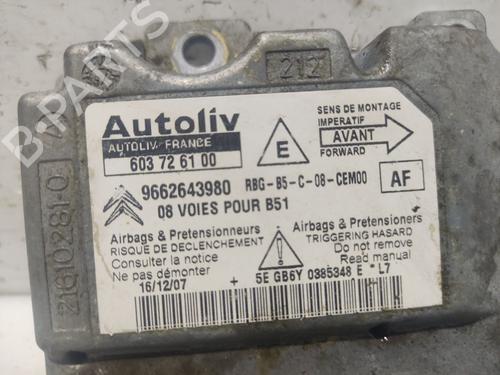 212
Autoliv
AUTOLIV FRANCE
603 72 61 00
SENS DE MONTAGE
IMPERATIF
AVANT
FORWARD
E
9662643980
RBG-B5-C-08-CEM00
AF
08 VOIES POUR B51
Airbags & Pretensionneurs
RISQUE DE DECLENCHEMENT
Consulter la notice
Ne pas démonter
Airbags & Pretensioners
TRIGGERING HASARD
Do not remove
Read manual
16/12/07 + 5E GB6Y 0385348 E * L7
B-PARTS